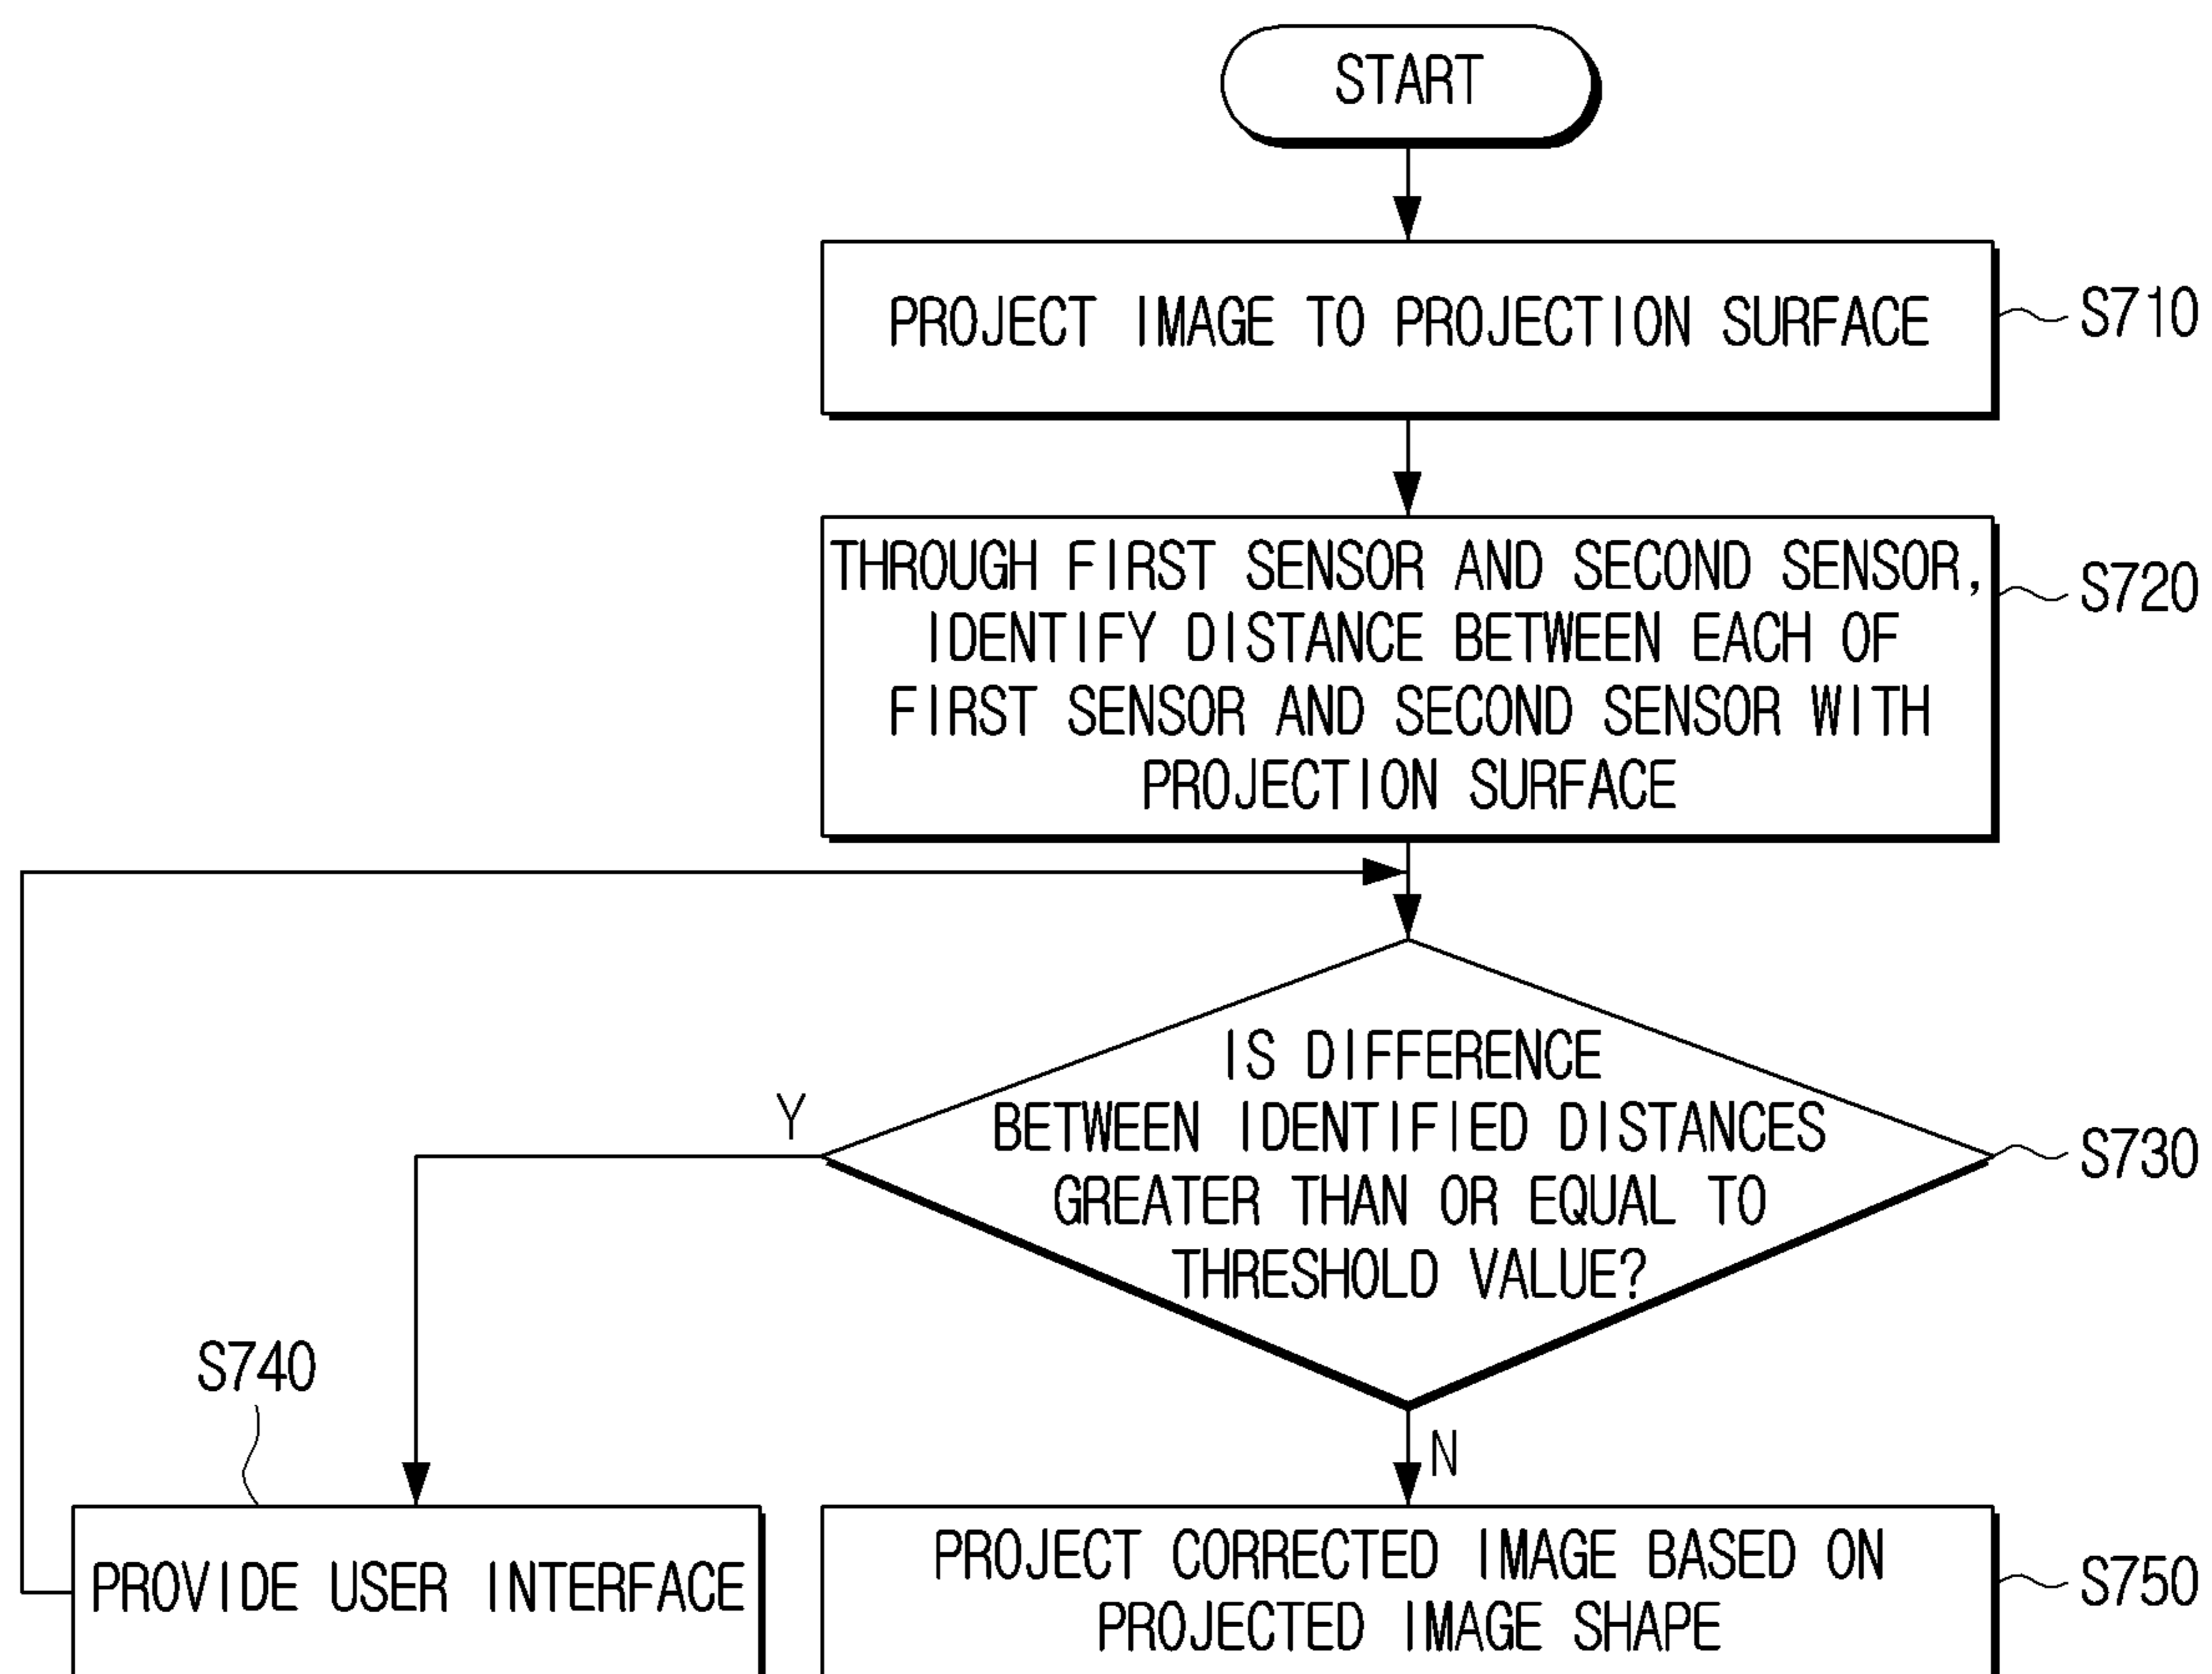 START
PROJECT IMAGE TO PROJECTION SURFACE
S710
THROUGH FIRST SENSOR AND SECOND SENSOR,
IDENTIFY DISTANCE BETWEEN EACH OF
FIRST SENSOR AND SECOND SENSOR WITH
PROJECTION SURFACE
S720
IS DIFFERENCE
BETWEEN IDENTIFIED DISTANCES
GREATER THAN OR EQUAL TO
THRESHOLD VALUE?
S730
Y
N
S740
PROVIDE USER INTERFACE
PROJECT CORRECTED IMAGE BASED ON
PROJECTED IMAGE SHAPE
S750